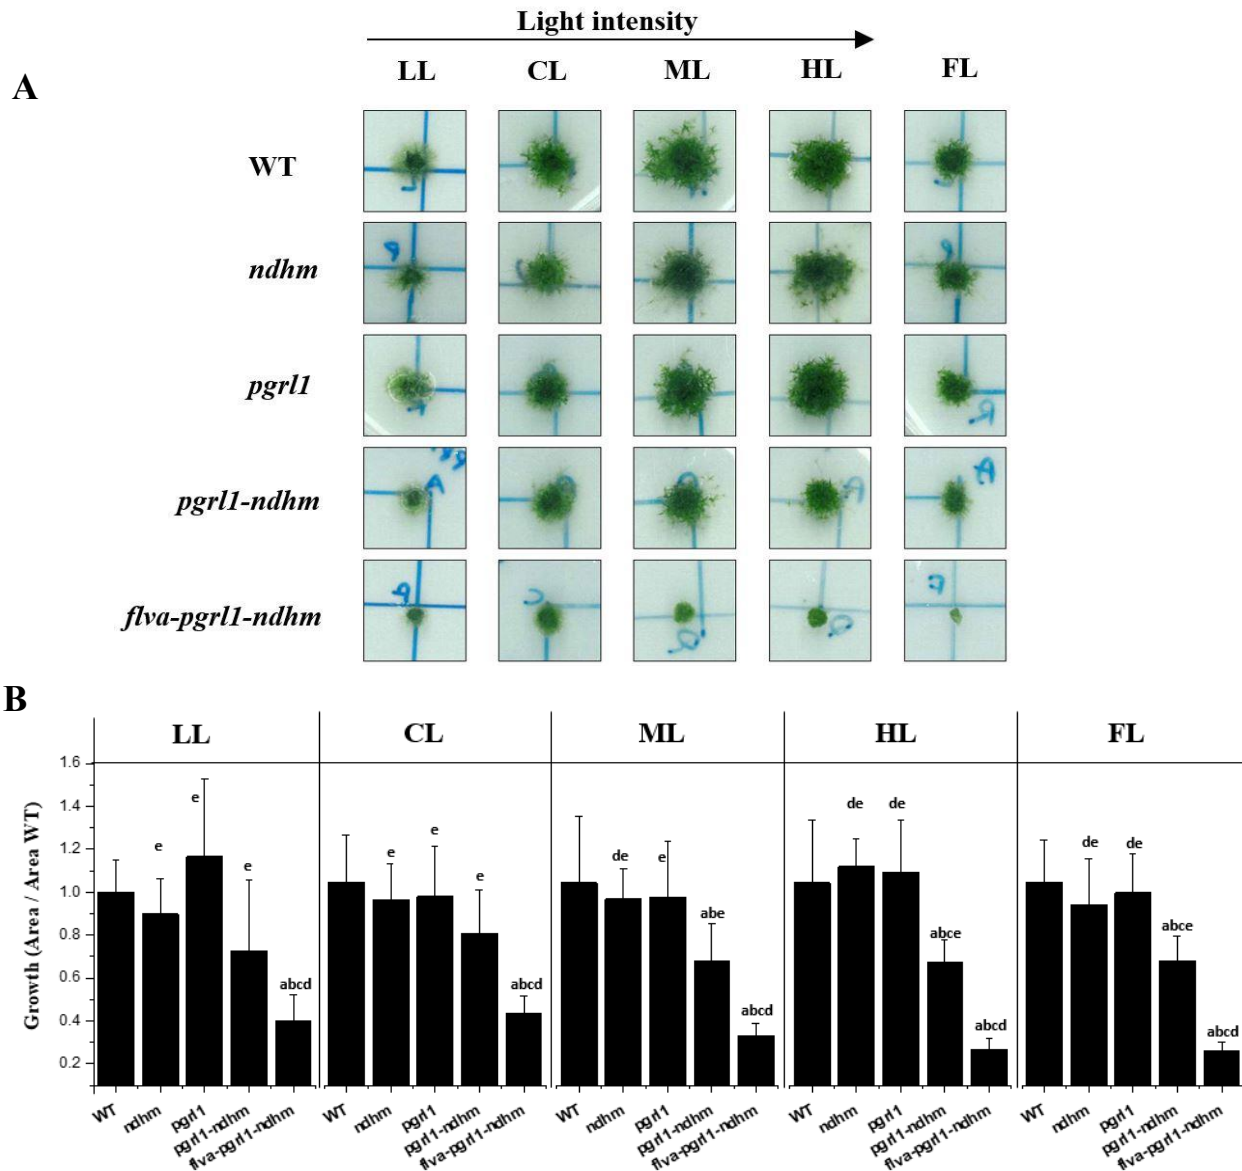 Light intensity
LL CL ML HL FL
A
WT
ndhm
pgrl1
pgrl1-ndhm
flva-pgrl1-ndhm
B
LL CL ML HL FL
Growth (Area / Area WT)
1.6
1.4
1.2
1.0
0.8
0.6
0.4
0.2
e e e abcd
e e e abcd
de e abe abcd
de de abce abcd
de de abce abcd
WT ndhm pgrl1 pgrl1-ndhm flva-pgrl1-ndhm
WT ndhm pgrl1 pgrl1-ndhm flva-pgrl1-ndhm
WT ndhm pgrl1 pgrl1-ndhm flva-pgrl1-ndhm
WT ndhm pgrl1 pgrl1-ndhm flva-pgrl1-ndhm
WT ndhm pgrl1 pgrl1-ndhm flva-pgrl1-ndhm